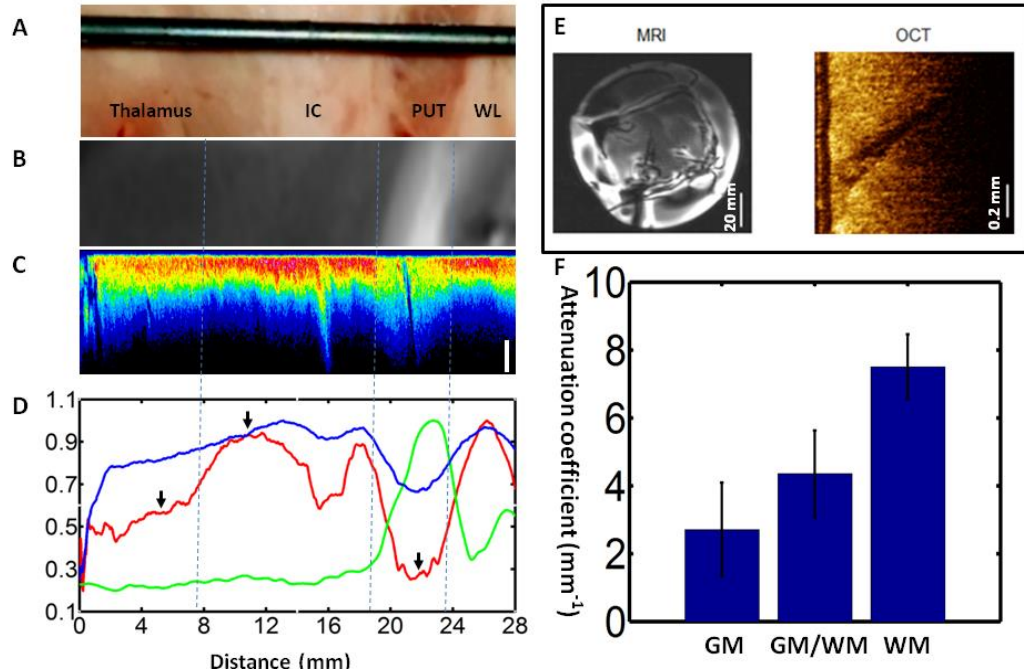 A
Thalamus IC PUT WL
B
C
D
1.1
0.9
0.7
0.5
0.3
0.1
0 4 8 12 16 20 24 28
Distance (mm)
E
MRI OCT
20 mm
0.2 mm
F
Attenuation coefficient (mm⁻¹)
10
8
6
4
2
0
GM GM/WM WM